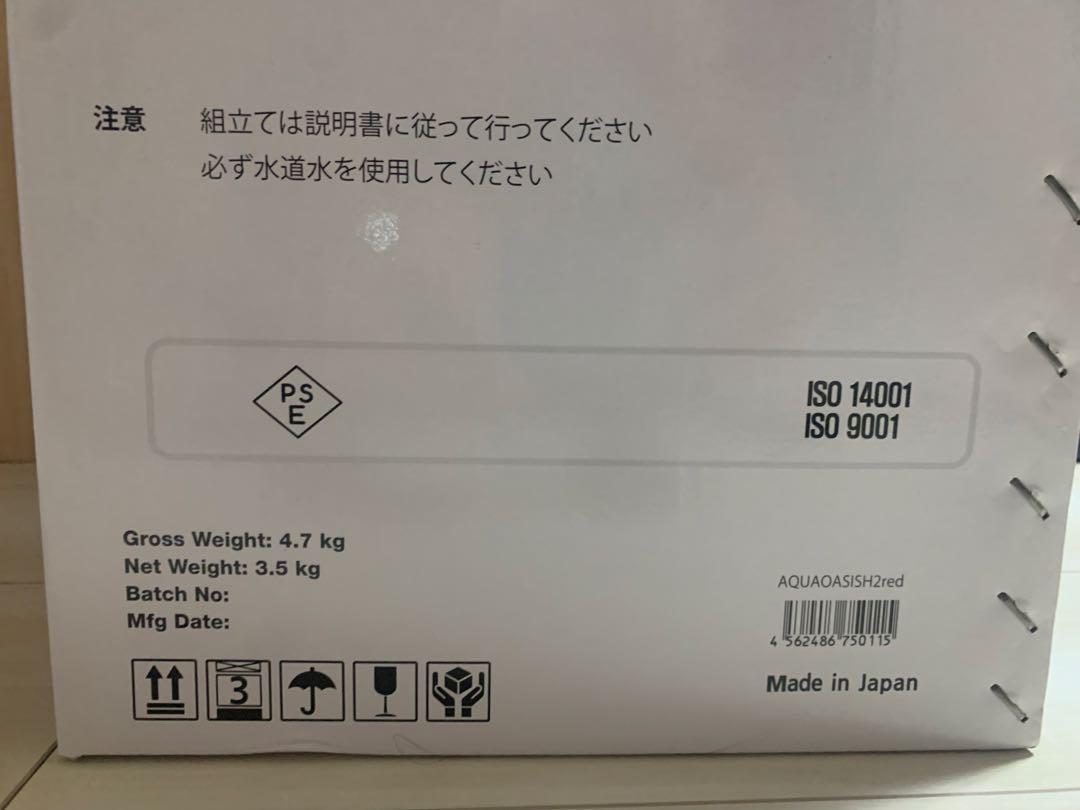 注意 組立ては説明書に従って行ってください
必ず水道水を使用してください
PS
E
ISO 14001
ISO 9001
Gross Weight: 4.7 kg
Net Weight: 3.5 kg
Batch No:
Mfg Date:
3
AQUAOASISH2red
4 562486 750115
Made in Japan